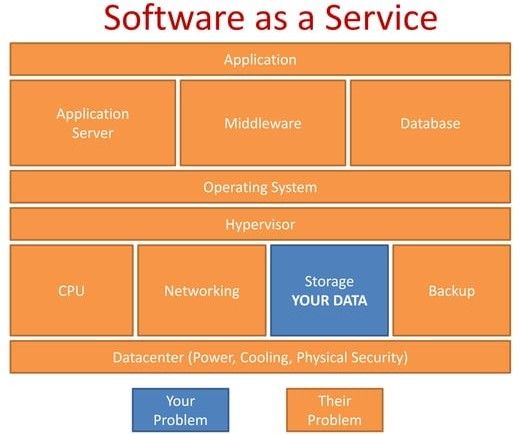 Software as a Service
Application
Application
Server
Middleware
Database
Operating System
Hypervisor
CPU
Networking
Storage
YOUR DATA
Backup
Datacenter (Power, Cooling, Physical Security)
Your
Problem
Their
Problem